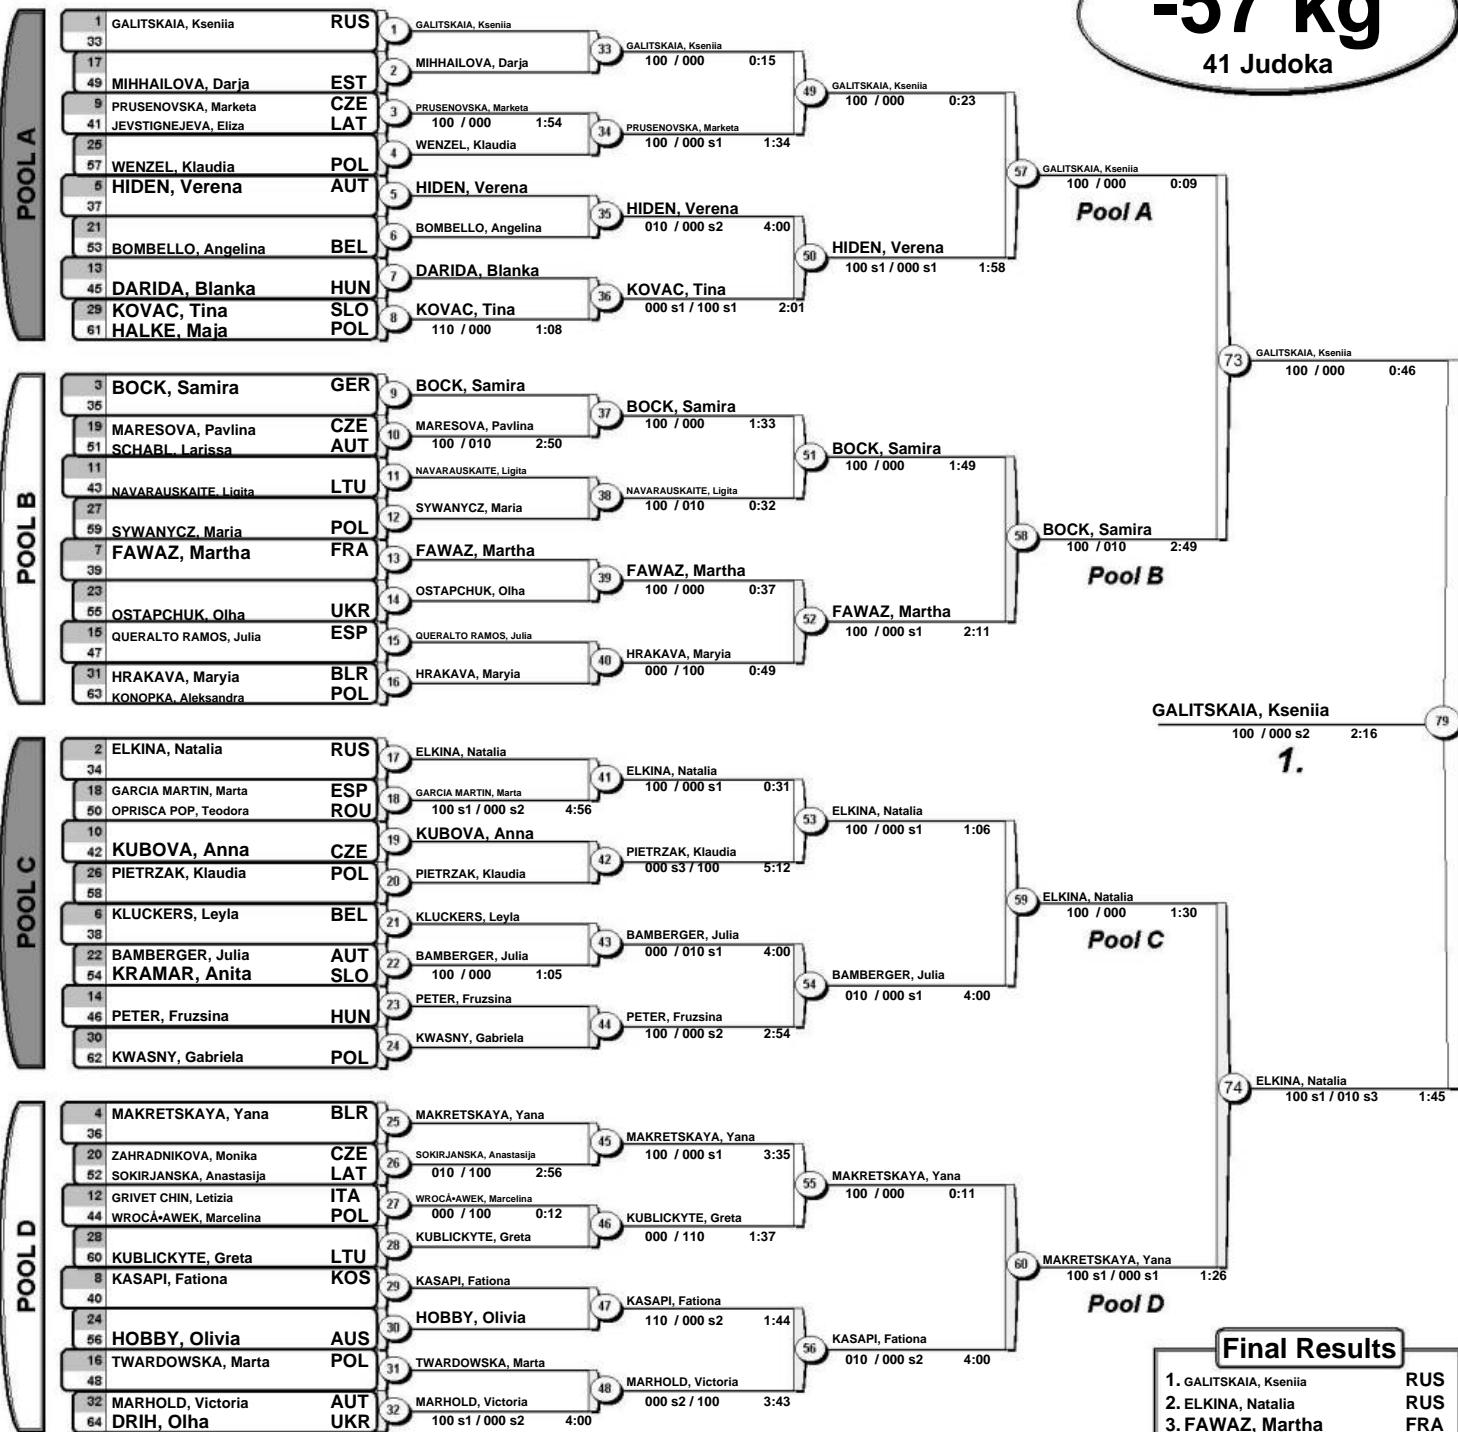 -57 kg
41 Judoka
POOL A
1 GALITSKAIA, Kseniia RUS
33
17
49 MIHHAILOVA, Darja EST
9 PRUSENOVSKA, Marketa CZE
41 JEVSTIGNEJEVA, Eliza LAT
25
57 WENZEL, Klaudia POL
5 HIDEN, Verena AUT
37
21
53 BOMBELLO, Angelina BEL
13
45 DARIDA, Blanka HUN
29 KOVAC, Tina SLO
61 HALKE, Maja POL
1 GALITSKAIA, Kseniia
2 MIHHAILOVA, Darja
3 PRUSENOVSKA, Marketa
100 / 000 1:54
4 WENZEL, Klaudia
5 HIDEN, Verena
6 BOMBELLO, Angelina
7 DARIDA, Blanka
8 KOVAC, Tina
110 / 000 1:08
33 GALITSKAIA, Kseniia
100 / 000 0:15
34 PRUSENOVSKA, Marketa
100 / 000 s1 1:34
35 HIDEN, Verena
010 / 000 s2 4:00
36 KOVAC, Tina
000 s1 / 100 s1 2:01
49 GALITSKAIA, Kseniia
100 / 000 0:23
50 HIDEN, Verena
100 s1 / 000 s1 1:58
57 GALITSKAIA, Kseniia
100 / 000 0:09
Pool A
POOL B
3 BOCK, Samira GER
35
19 MARESOVA, Pavlina CZE
51 SCHABL, Larissa AUT
11
43 NAVARAUSKAITE, Ligita LTU
27
59 SYWANYCZ, Maria POL
7 FAWAZ, Martha FRA
39
23
55 OSTAPCHUK, Olha UKR
15 QUERALTO RAMOS, Julia ESP
47
31 HRAKAVA, Maryia BLR
63 KONOPKA, Aleksandra POL
9 BOCK, Samira
10 MARESOVA, Pavlina
100 / 010 2:50
11 NAVARAUSKAITE, Ligita
12 SYWANYCZ, Maria
13 FAWAZ, Martha
14 OSTAPCHUK, Olha
15 QUERALTO RAMOS, Julia
16 HRAKAVA, Maryia
37 BOCK, Samira
100 / 000 1:33
38 NAVARAUSKAITE, Ligita
100 / 010 0:32
39 FAWAZ, Martha
100 / 000 0:37
40 HRAKAVA, Maryia
000 / 100 0:49
51 BOCK, Samira
100 / 000 1:49
52 FAWAZ, Martha
100 / 000 s1 2:11
58 BOCK, Samira
100 / 010 2:49
Pool B
73 GALITSKAIA, Kseniia
100 / 000 0:46
GALITSKAIA, Kseniia 79
100 / 000 s2 2:16
1.
POOL C
2 ELKINA, Natalia RUS
34
18 GARCIA MARTIN, Marta ESP
50 OPRISCA POP, Teodora ROU
10
42 KUBOVA, Anna CZE
26 PIETRZAK, Klaudia POL
58
6 KLUCKERS, Leyla BEL
38
22 BAMBERGER, Julia AUT
54 KRAMAR, Anita SLO
14
46 PETER, Fruzsina HUN
30
62 KWASNY, Gabriela POL
17 ELKINA, Natalia
18 GARCIA MARTIN, Marta
100 s1 / 000 s2 4:56
19 KUBOVA, Anna
20 PIETRZAK, Klaudia
21 KLUCKERS, Leyla
22 BAMBERGER, Julia
100 / 000 1:05
23 PETER, Fruzsina
24 KWASNY, Gabriela
41 ELKINA, Natalia
100 / 000 s1 0:31
42 PIETRZAK, Klaudia
000 s3 / 100 5:12
43 BAMBERGER, Julia
000 / 010 s1 4:00
44 PETER, Fruzsina
100 / 000 s2 2:54
53 ELKINA, Natalia
100 / 000 s1 1:06
54 BAMBERGER, Julia
010 / 000 s1 4:00
59 ELKINA, Natalia
100 / 000 1:30
Pool C
74 ELKINA, Natalia
100 s1 / 010 s3 1:45
POOL D
4 MAKRETSKAYA, Yana BLR
36
20 ZAHRADNIKOVA, Monika CZE
52 SOKIRJANSKA, Anastasija LAT
12 GRIVET CHIN, Letizia ITA
44 WROCÅ•AWEK, Marcelina POL
28
60 KUBLICKYTE, Greta LTU
8 KASAPI, Fationa KOS
40
24
56 HOBBY, Olivia AUS
16 TWARDOWSKA, Marta POL
48
32 MARHOLD, Victoria AUT
64 DRIH, Olha UKR
25 MAKRETSKAYA, Yana
26 SOKIRJANSKA, Anastasija
010 / 100 2:56
27 WROCÅ•AWEK, Marcelina
000 / 100 0:12
28 KUBLICKYTE, Greta
29 KASAPI, Fationa
30 HOBBY, Olivia
31 TWARDOWSKA, Marta
32 MARHOLD, Victoria
100 s1 / 000 s2 4:00
45 MAKRETSKAYA, Yana
100 / 000 s1 3:35
46 KUBLICKYTE, Greta
000 / 110 1:37
47 KASAPI, Fationa
110 / 000 s2 1:44
48 MARHOLD, Victoria
000 s2 / 100 3:43
55 MAKRETSKAYA, Yana
100 / 000 0:11
56 KASAPI, Fationa
010 / 000 s2 4:00
60 MAKRETSKAYA, Yana
100 s1 / 000 s1 1:26
Pool D
Final Results
1. GALITSKAIA, Kseniia RUS
2. ELKINA, Natalia RUS
3. FAWAZ, Martha FRA